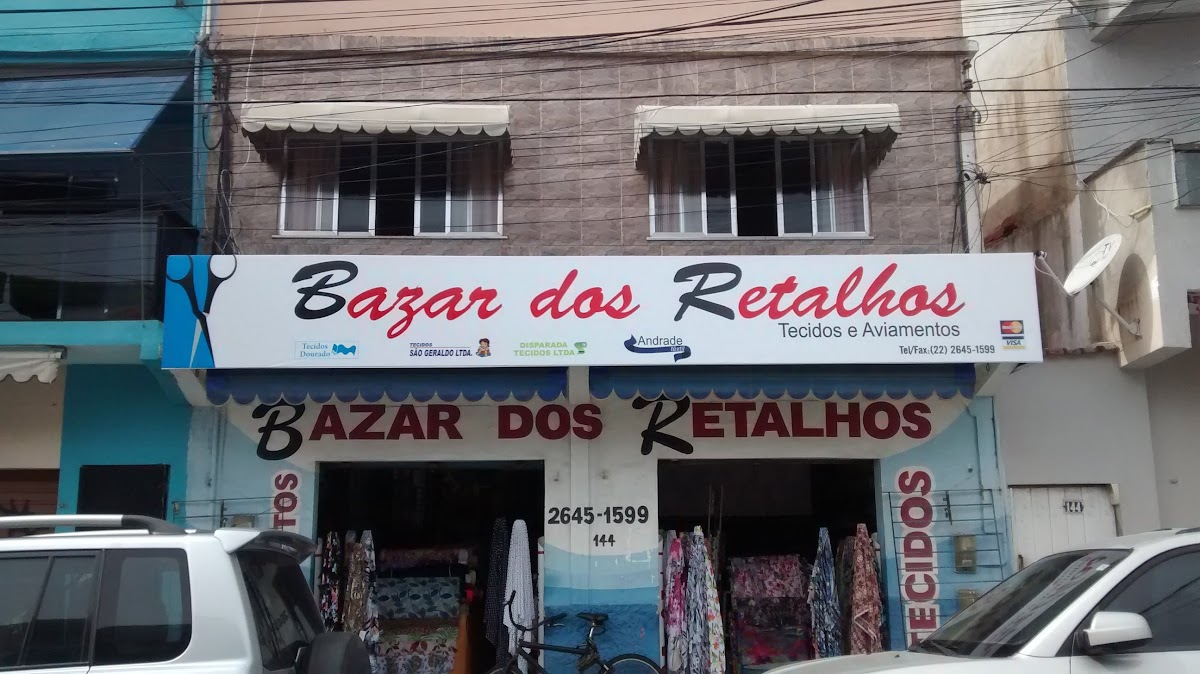 Bazar dos Retalhos
Tecidos e Aviamentos
Tecidos
Dourado
TECIDOS
SÃO GERALDO LTDA.
DISPARADA
TECIDOS LTDA
Andrade
Tel/Fax:(22) 2645-1599
MasterCard
VISA
BAZAR DOS RETALHOS
TOS
2645-1599
144
TECIDOS
144